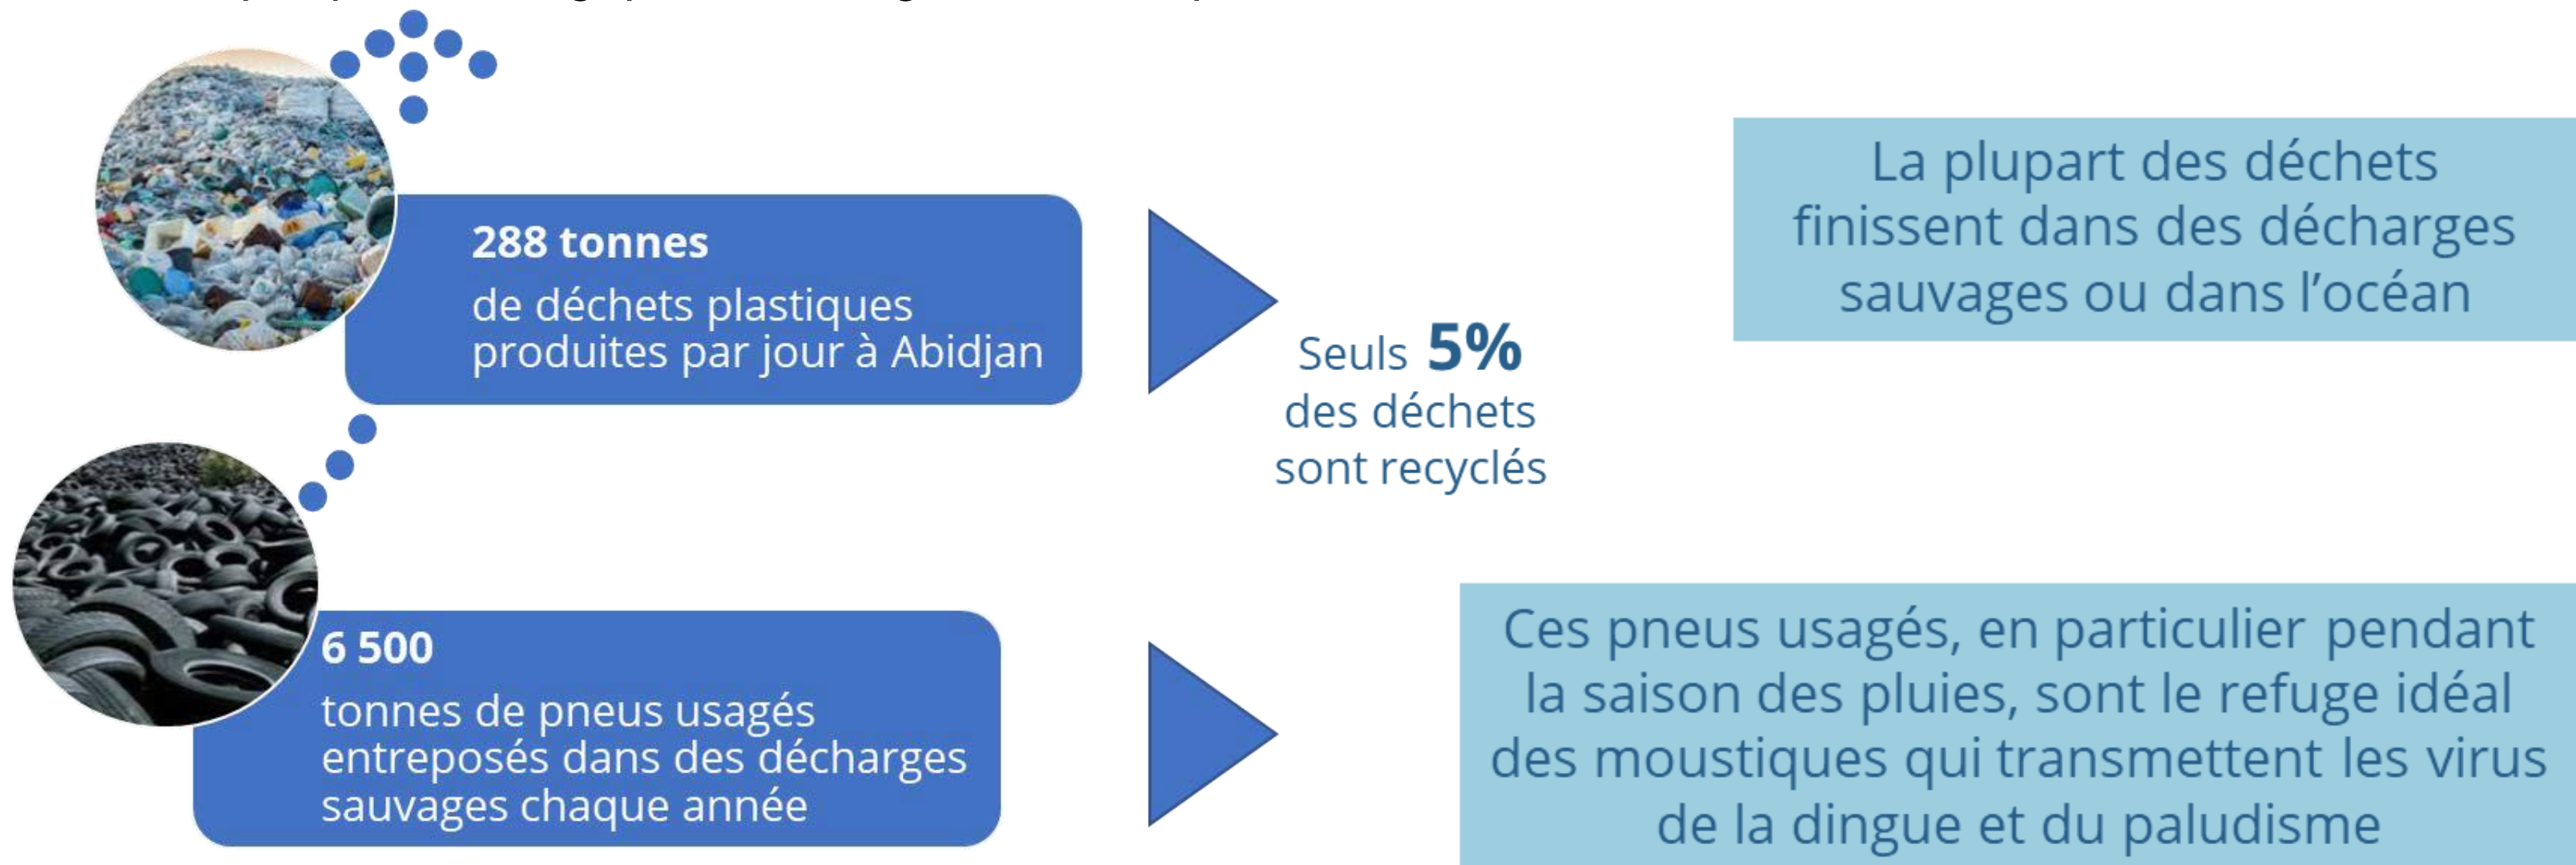 288 tonnes
de déchets plastiques
produites par jour à Abidjan
Seuls 5%
des déchets
sont recyclés
La plupart des déchets
finissent dans des décharges
sauvages ou dans l’océan
6 500
tonnes de pneus usagés
entreposés dans des décharges
sauvages chaque année
Ces pneus usagés, en particulier pendant
la saison des pluies, sont le refuge idéal
des moustiques qui transmettent les virus
de la dingue et du paludisme